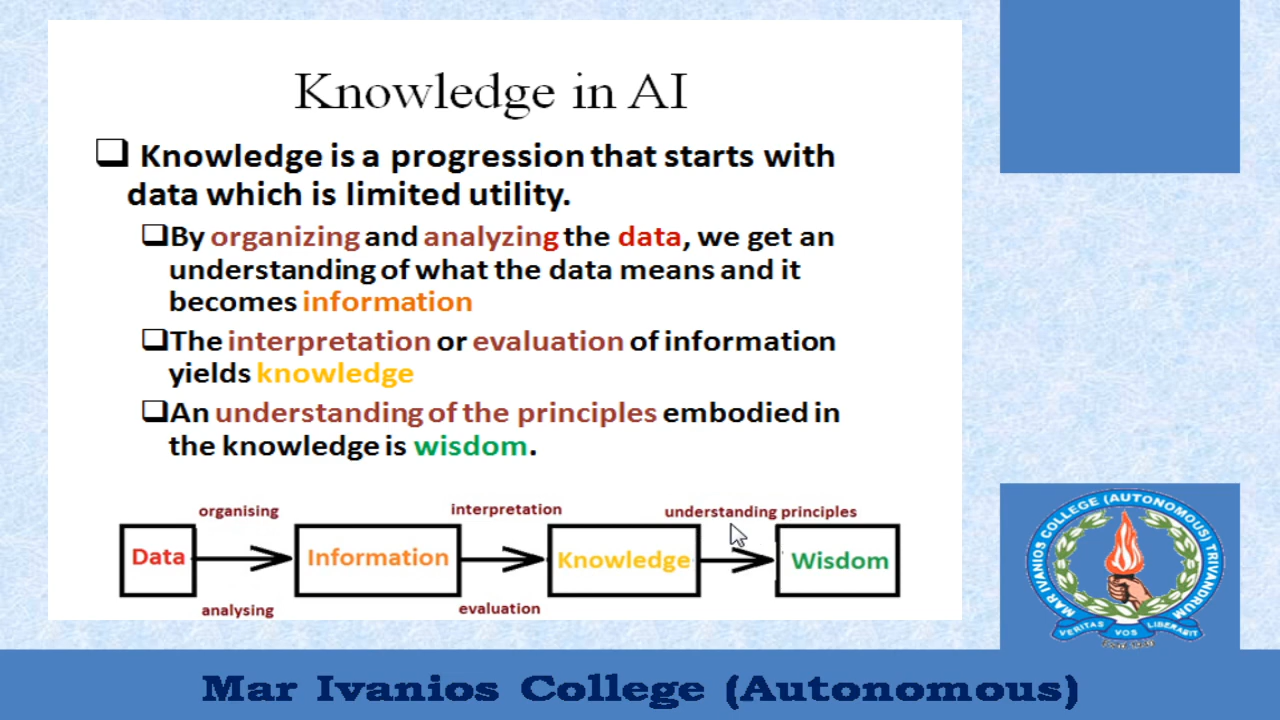 Knowledge in AI
Knowledge is a progression that starts with
data which is limited utility.
By organizing and analyzing the data, we get an
understanding of what the data means and it
becomes information
The interpretation or evaluation of information
yields knowledge
An understanding of the principles embodied in
the knowledge is wisdom.
organising
interpretation
understanding principles
Data
Information
Knowledge
Wisdom
analysing
evaluation
MAR IVANIOS COLLEGE (AUTONOMOUS) TRIVANDRUM
VERITAS VOS LIBERABIT
Mar Ivanios College (Autonomous)